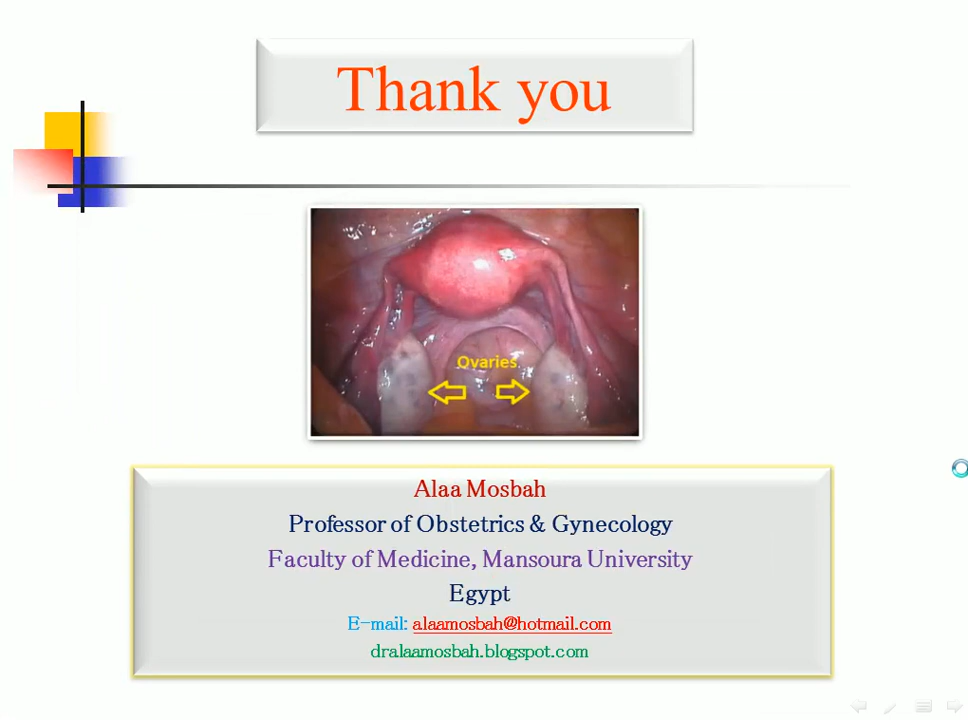 Thank you
Ovaries
Alaa Mosbah
Professor of Obstetrics & Gynecology
Faculty of Medicine, Mansoura University
Egypt
E-mail: alaamosbah@hotmail.com
dralaamosbah.blogspot.com